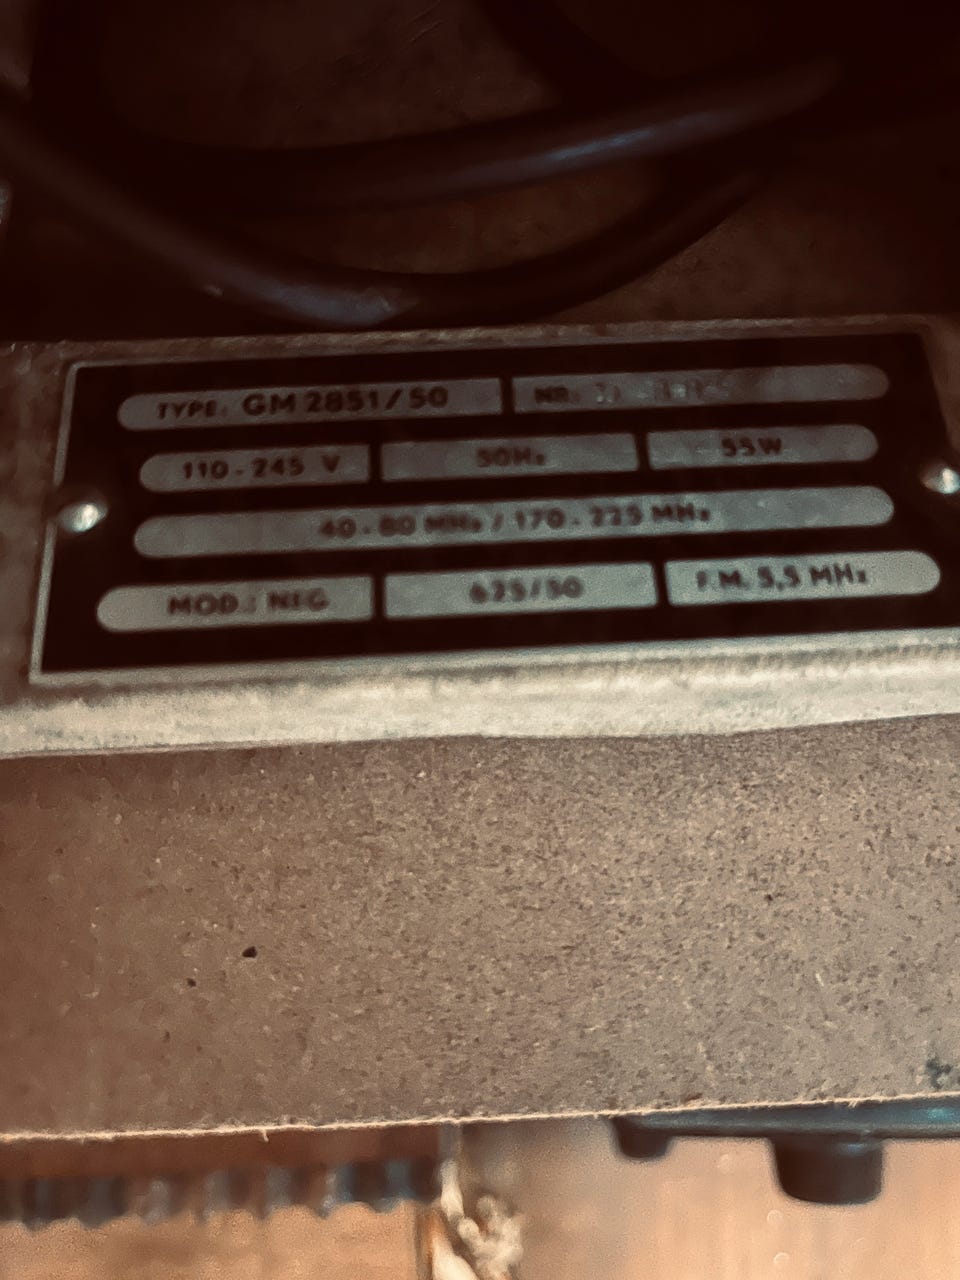 TYPE: GM 2851/50 NR:
110-245 V 50Hz 55W
40-80 MHz / 170-225 MHz
MOD.: NEG 625/50 F.M. 5,5 MHz